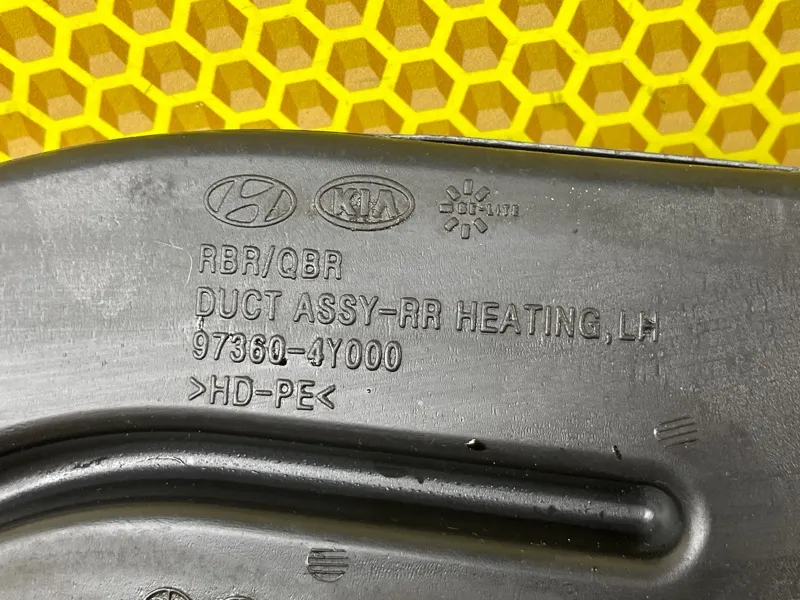 KIA
RBR/QBR
DUCT ASSY-RR HEATING,LH
97360-4Y000
>HD-PE<